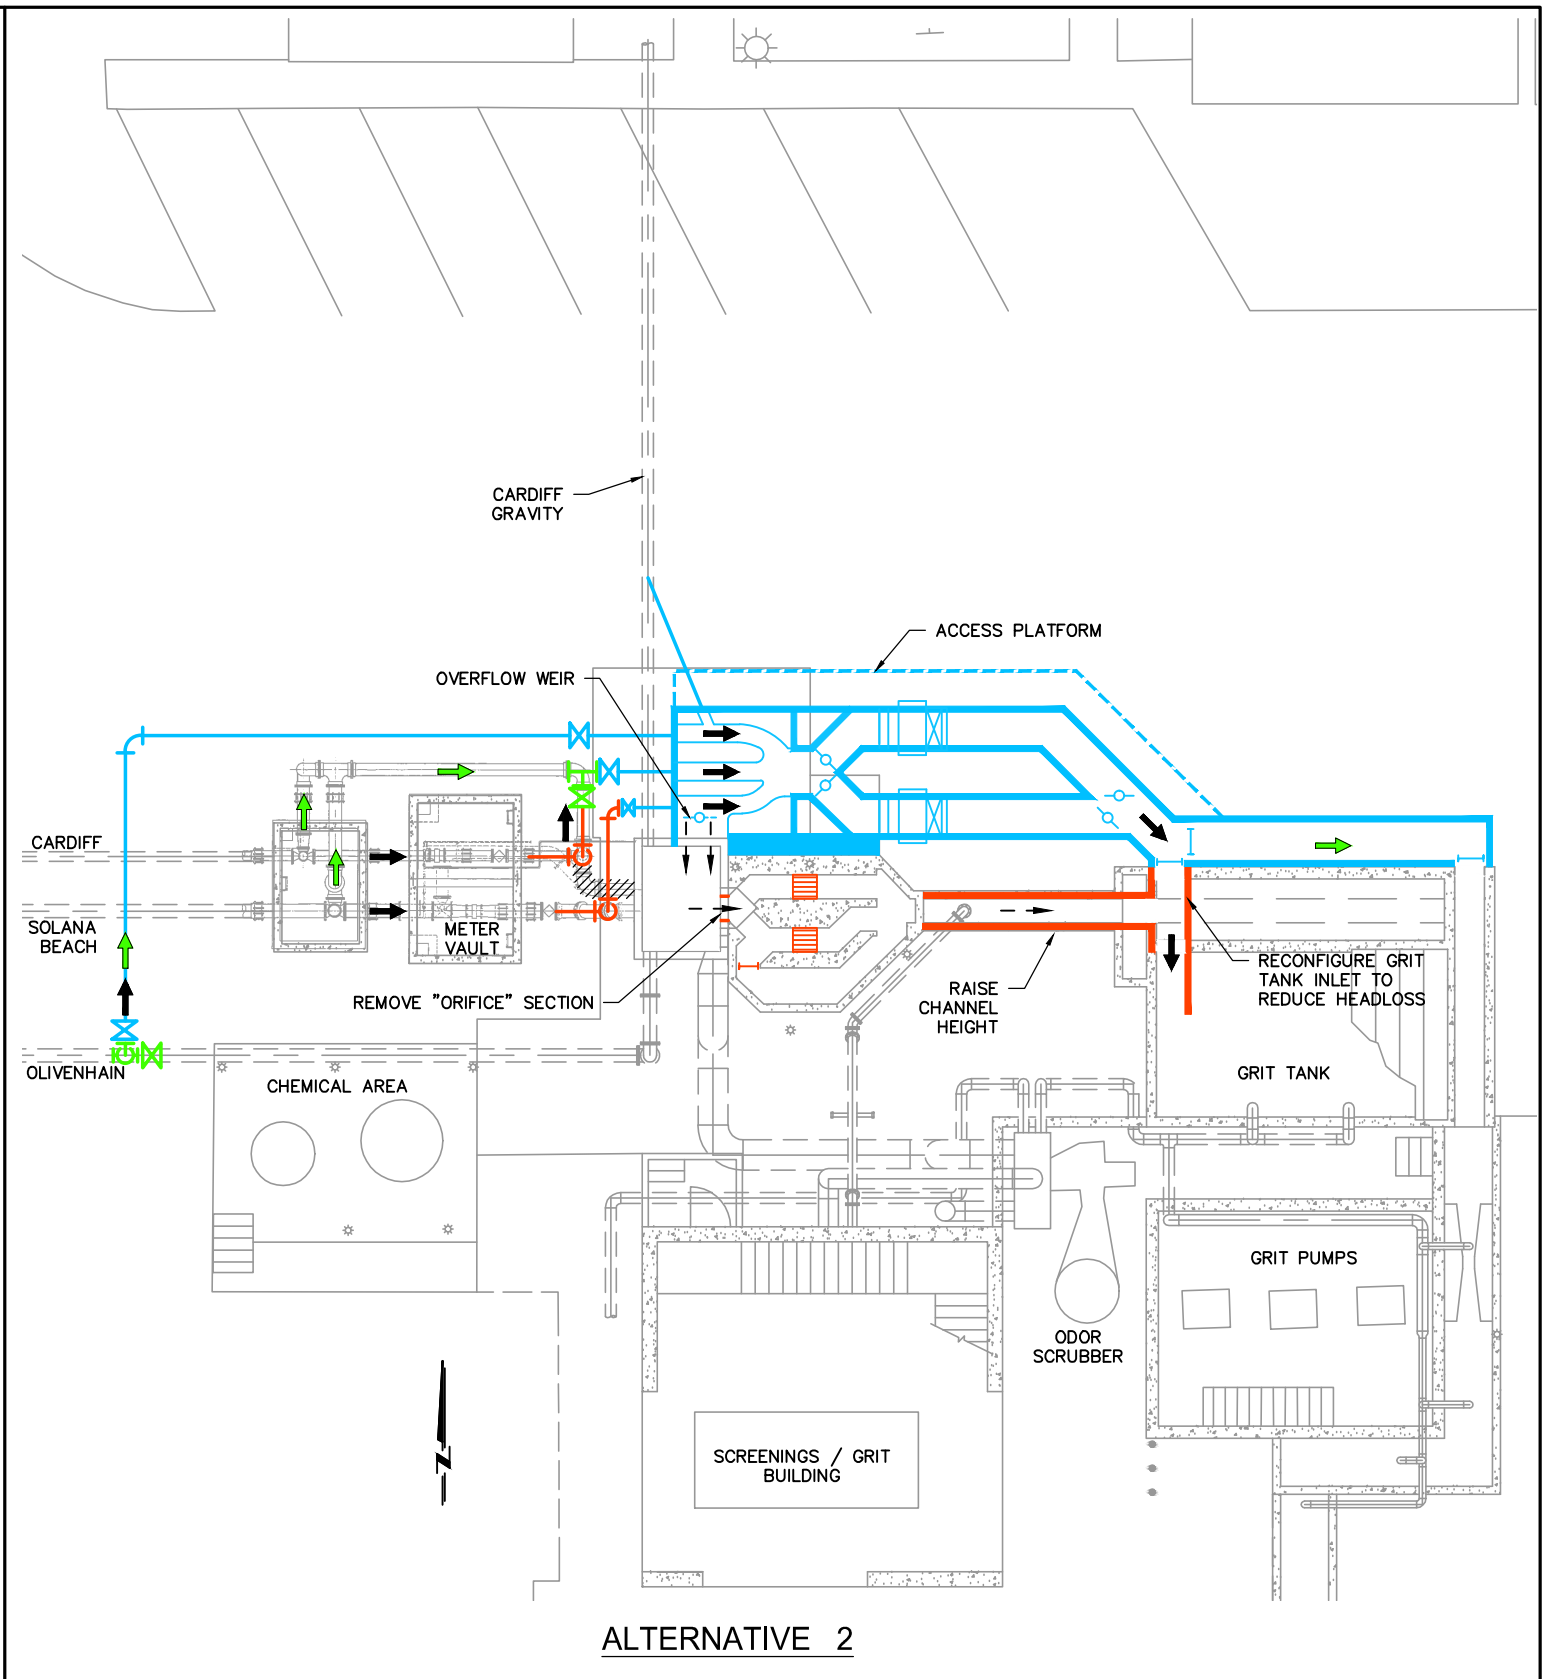 CARDIFF
GRAVITY
ACCESS PLATFORM
OVERFLOW WEIR
CARDIFF
SOLANA
BEACH
METER
VAULT
REMOVE "ORIFICE" SECTION
RAISE
CHANNEL
HEIGHT
RECONFIGURE GRIT
TANK INLET TO
REDUCE HEADLOSS
OLIVENHAIN
CHEMICAL AREA
GRIT TANK
GRIT PUMPS
ODOR
SCRUBBER
SCREENINGS / GRIT
BUILDING
N
ALTERNATIVE 2